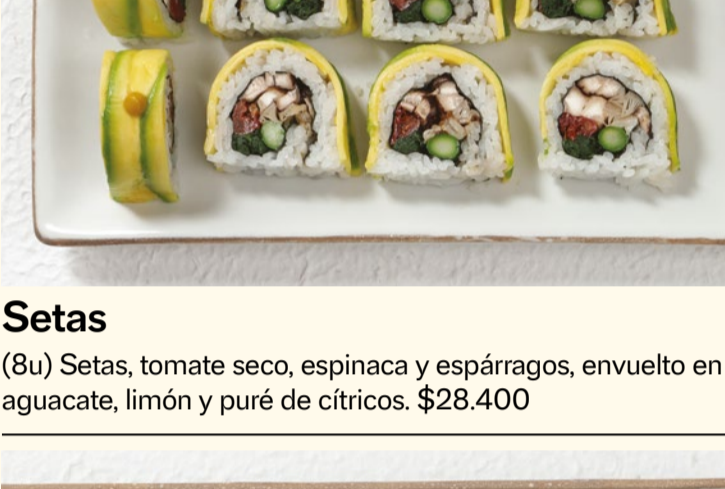 Setas
(8u) Setas, tomate seco, espinaca y espárragos, envuelto en
aguacate, limón y puré de cítricos. $28.400